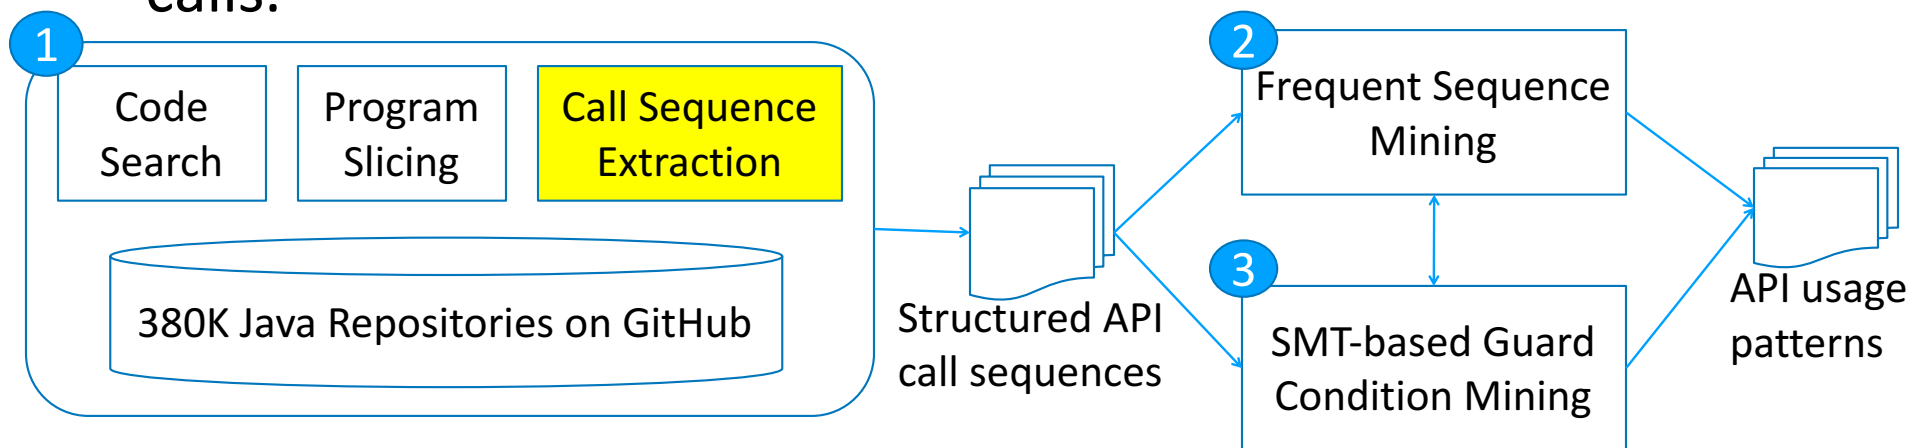 calls.
1
Code
Search
Program
Slicing
Call Sequence
Extraction
380K Java Repositories on GitHub
Structured API
call sequences
2
Frequent Sequence
Mining
3
SMT-based Guard
Condition Mining
API usage
patterns